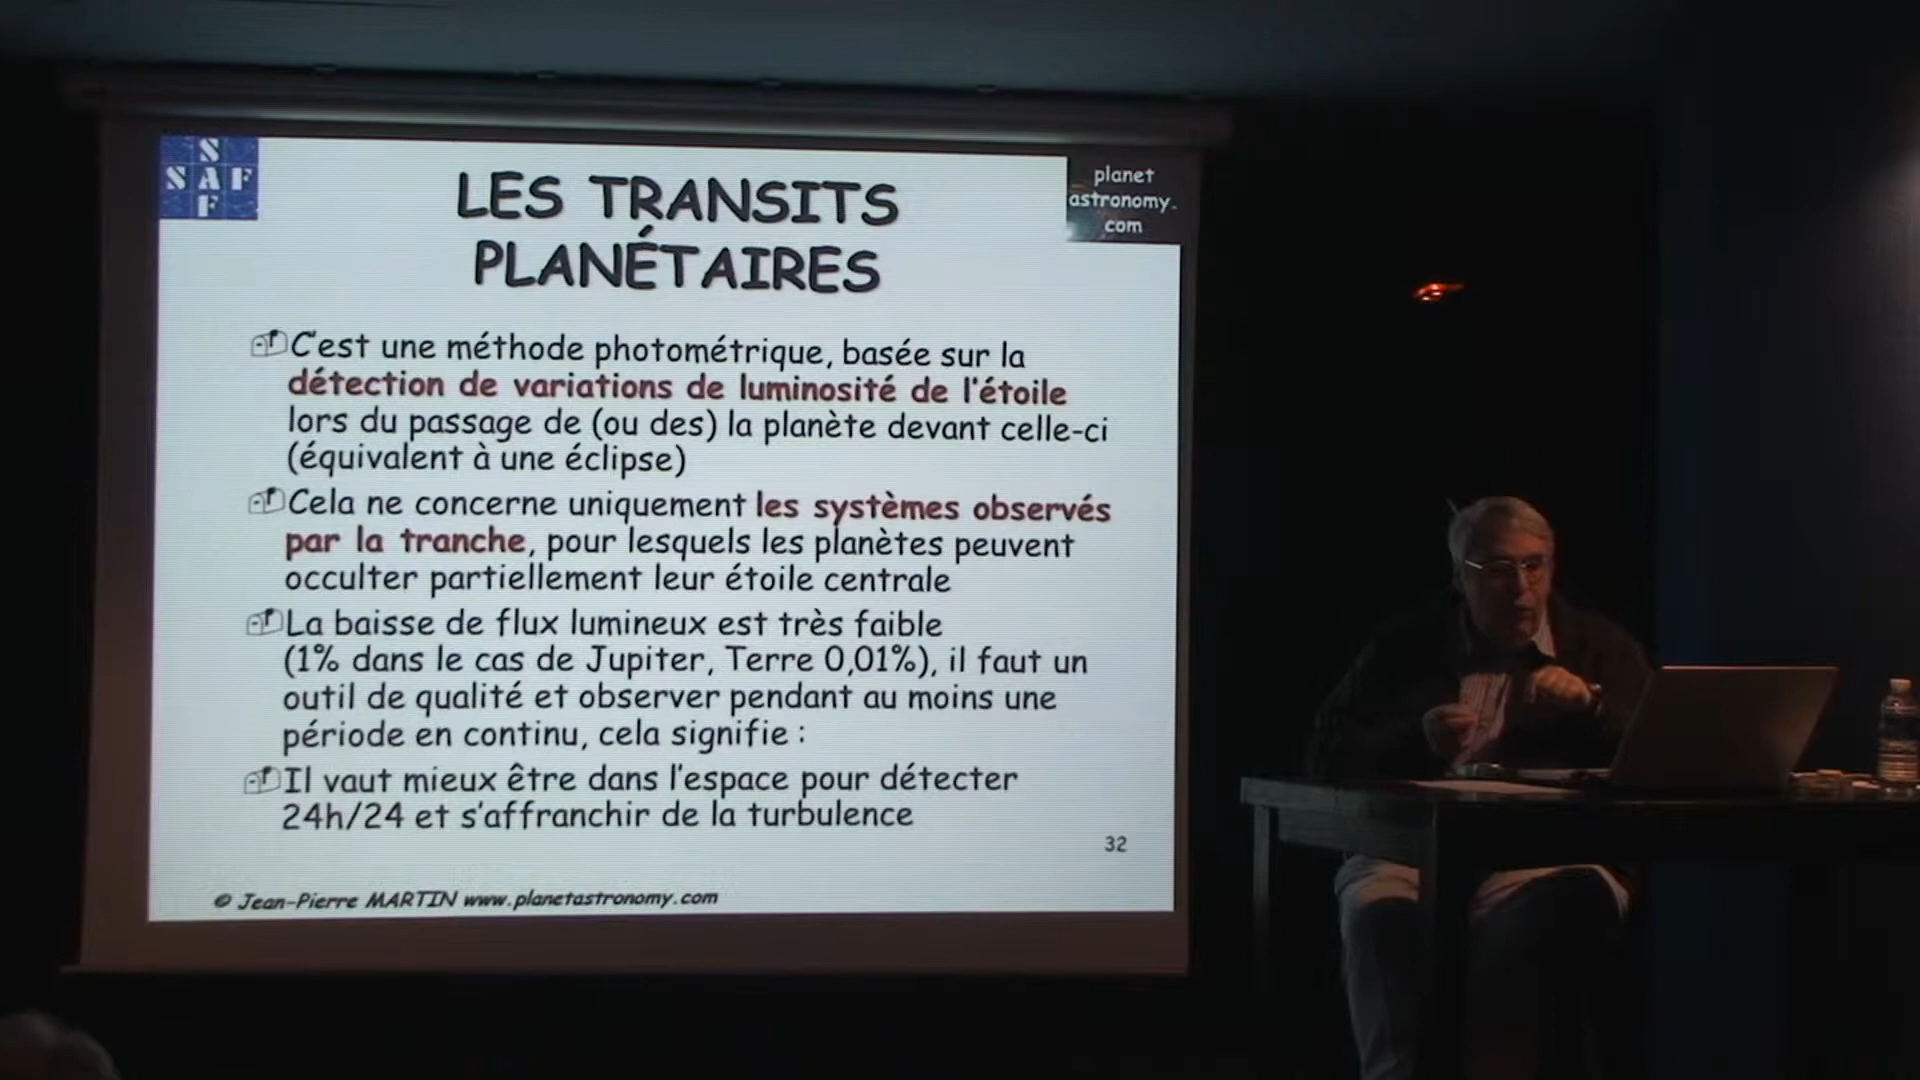 S
SAF
F
planet
astronomy.
com
LES TRANSITS
PLANÉTAIRES
C'est une méthode photométrique, basée sur la
détection de variations de luminosité de l'étoile
lors du passage de (ou des) la planète devant celle-ci
(équivalent à une éclipse)
Cela ne concerne uniquement les systèmes observés
par la tranche, pour lesquels les planètes peuvent
occulter partiellement leur étoile centrale
La baisse de flux lumineux est très faible
(1% dans le cas de Jupiter, Terre 0,01%), il faut un
outil de qualité et observer pendant au moins une
période en continu, cela signifie :
Il vaut mieux être dans l'espace pour détecter
24h/24 et s'affranchir de la turbulence
32
© Jean-Pierre MARTIN www.planetastronomy.com